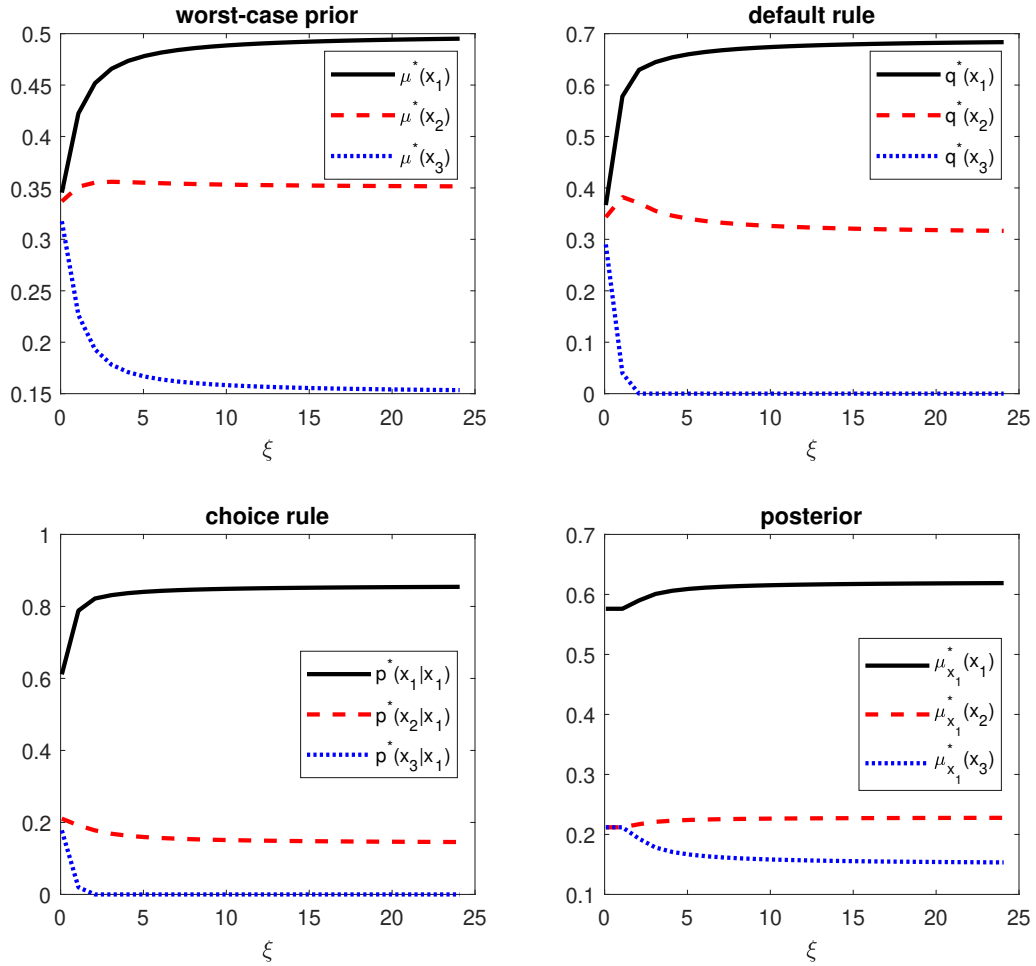 worst-case prior
0.5
0.45
0.4
0.35
0.3
0.25
0.2
0.15
0 5 10 15 20 25
ξ
μ*(x₁)
μ*(x₂)
μ*(x₃)
default rule
0.7
0.6
0.5
0.4
0.3
0.2
0.1
0
0 5 10 15 20 25
ξ
q*(x₁)
q*(x₂)
q*(x₃)
choice rule
1
0.8
0.6
0.4
0.2
0
0 5 10 15 20 25
ξ
p*(x₁|x₁)
p*(x₂|x₁)
p*(x₃|x₁)
posterior
0.7
0.6
0.5
0.4
0.3
0.2
0.1
0 5 10 15 20 25
ξ
μ*ₓ₁(x₁)
μ*ₓ₁(x₂)
μ*ₓ₁(x₃)